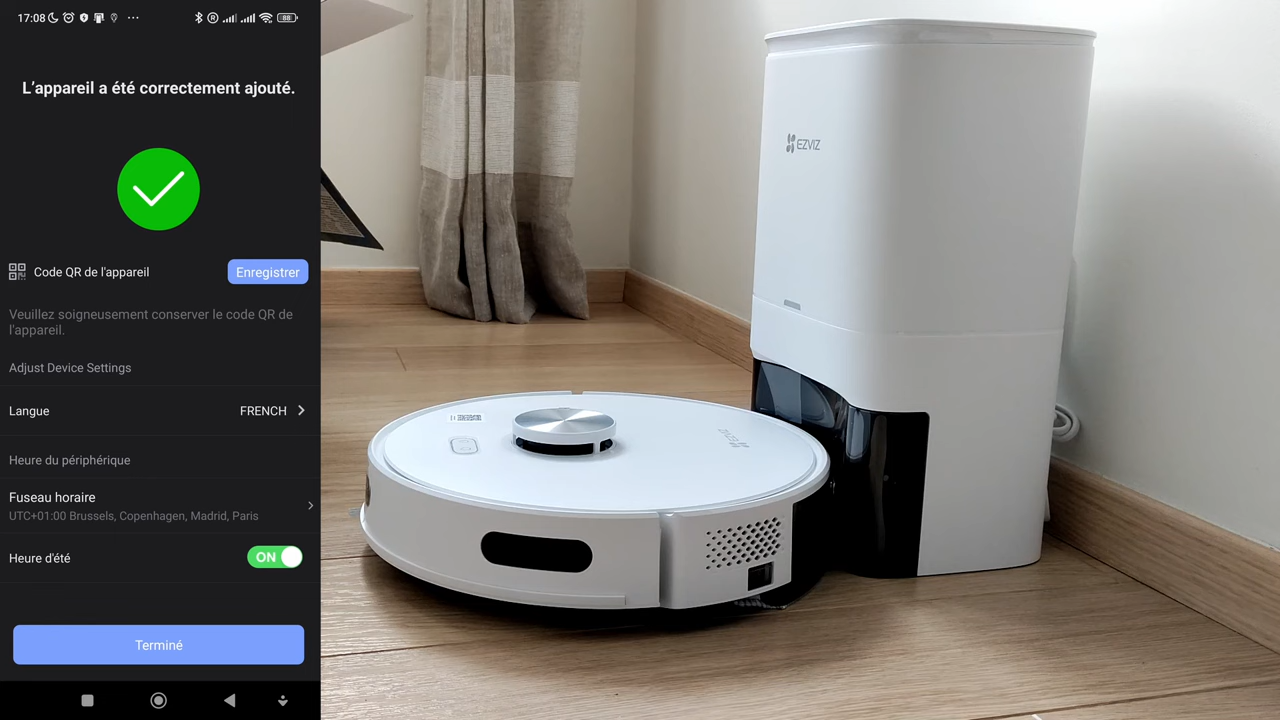 17:08
88
L'appareil a été correctement ajouté.
Code QR de l'appareil
Enregistrer
Veuillez soigneusement conserver le code QR de
l'appareil.
Adjust Device Settings
Langue
FRENCH
Heure du périphérique
Fuseau horaire
UTC+01:00 Brussels, Copenhagen, Madrid, Paris
Heure d'été
ON
Terminé
EZVIZ
EZVIZ